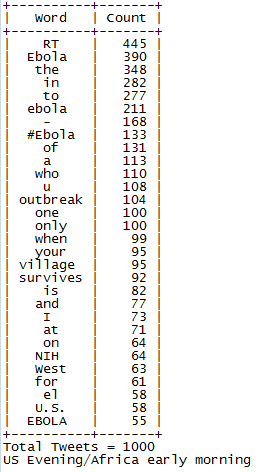 Word Count
RT 445
Ebola 390
the 348
in 282
to 277
ebola 211
- 168
#Ebola 133
of 131
a 113
who 110
u 108
outbreak 104
one 100
only 100
when 99
your 95
village 95
survives 92
is 82
and 77
I 73
at 71
on 64
NIH 64
West 63
for 61
el 58
U.S. 58
EBOLA 55
Total Tweets = 1000
US Evening/Africa early morning